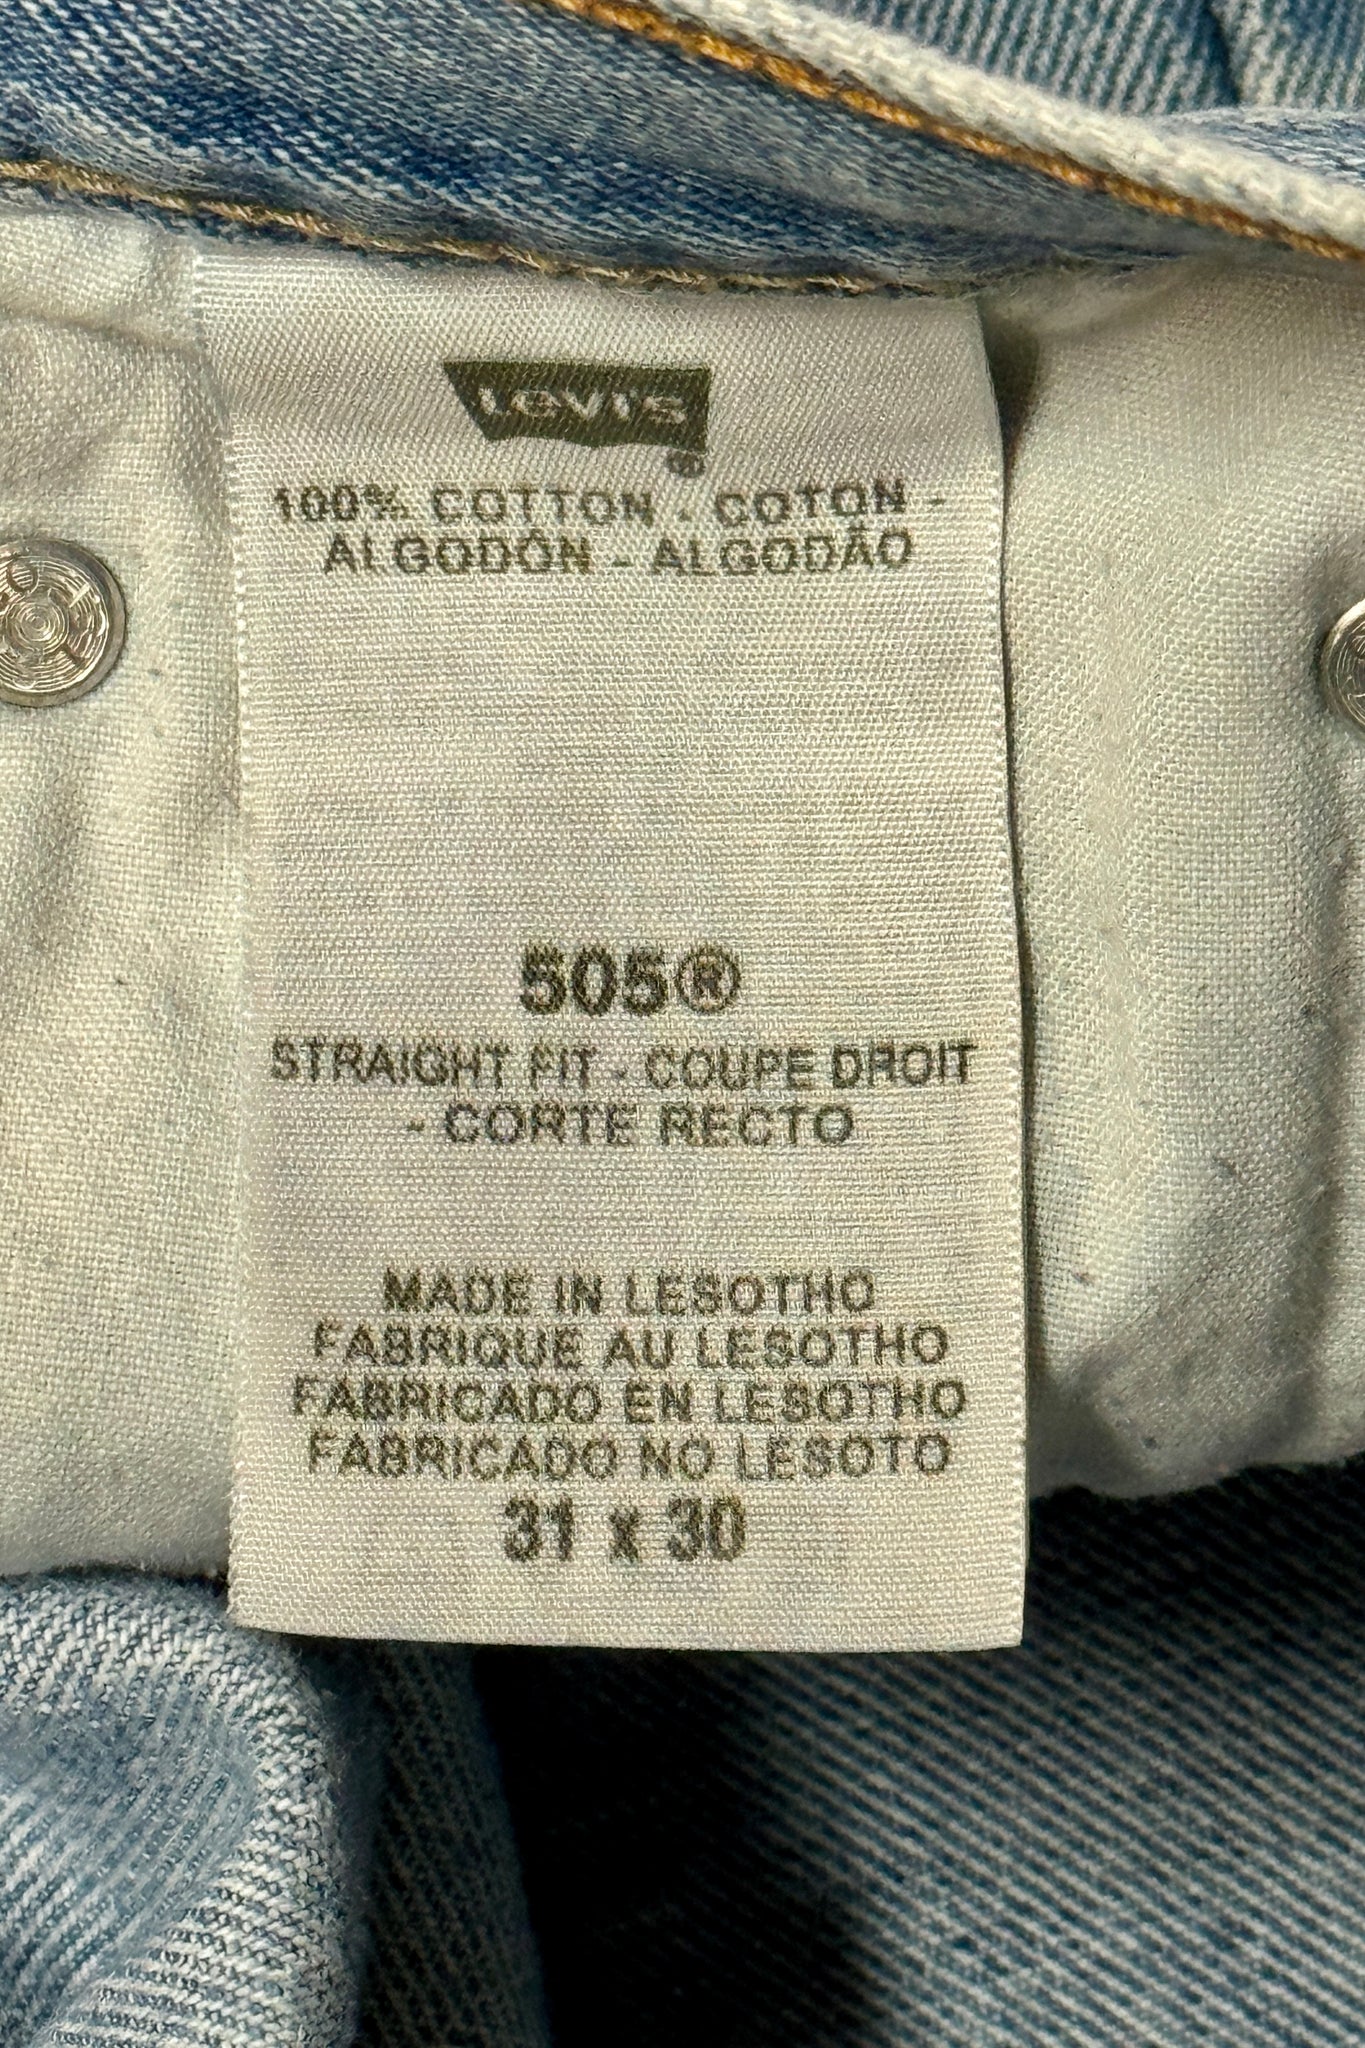 Levi's
®
100% COTTON - COTON -
ALGODÓN - ALGODÃO
505®
STRAIGHT FIT - COUPE DROIT
- CORTE RECTO
MADE IN LESOTHO
FABRIQUE AU LESOTHO
FABRICADO EN LESOTHO
FABRICADO NO LESOTO
31 x 30